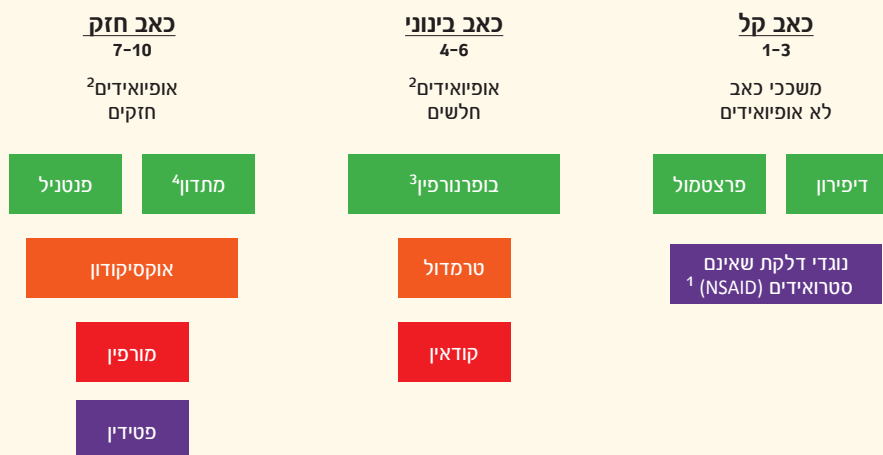 כאב קל
1-3
משככי כאב
לא אופיואידים
דיפירון
פרצטמול
נוגדי דלקת שאינם
סטרואידים (NSAID) 1
כאב בינוני
4-6
אופיואידים2
חלשים
בופרנורפין3
טרמדול
קודאין
כאב חזק
7-10
אופיואידים2
חזקים
מתדון4
פנטניל
אוקסיקודון
מורפין
פטידין